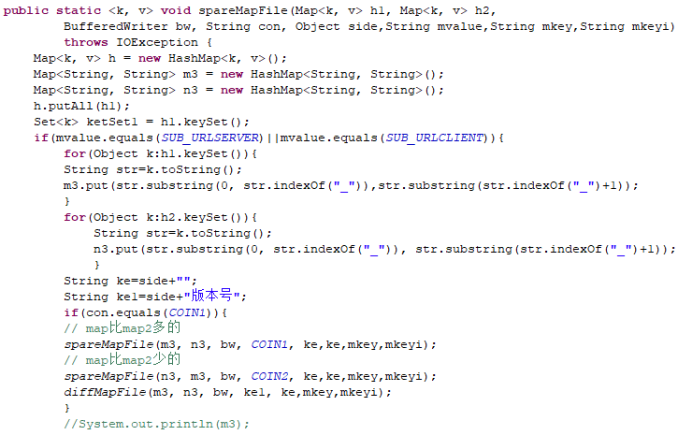 public static <k, v> void spareMapFile(Map<k, v> h1, Map<k, v> h2,
BufferedWriter bw, String con, Object side,String mvalue,String mkey,String mkeyi)
throws IOException {
Map<k, v> h = new HashMap<k, v>();
Map<String, String> m3 = new HashMap<String, String>();
Map<String, String> n3 = new HashMap<String, String>();
h.putAll(h1);
Set<k> ketSet1 = h1.keySet();
if(mvalue.equals(SUB_URLSERVER)||mvalue.equals(SUB_URLCLIENT)){
for(Object k:h1.keySet()){
String str=k.toString();
m3.put(str.substring(0, str.indexOf("_")),str.substring(str.indexOf("_")+1));
}
for(Object k:h2.keySet()){
String str=k.toString();
n3.put(str.substring(0, str.indexOf("_")), str.substring(str.indexOf("_")+1));
}
String ke=side+"";
String ke1=side+"版本号";
if(con.equals(COIN1)){
// map比map2多的
spareMapFile(m3, n3, bw, COIN1, ke,ke,mkey,mkeyi);
// map比map2少的
spareMapFile(n3, m3, bw, COIN2, ke,ke,mkey,mkeyi);
diffMapFile(m3, n3, bw, ke1, ke,mkey,mkeyi);
}
//System.out.println(m3);